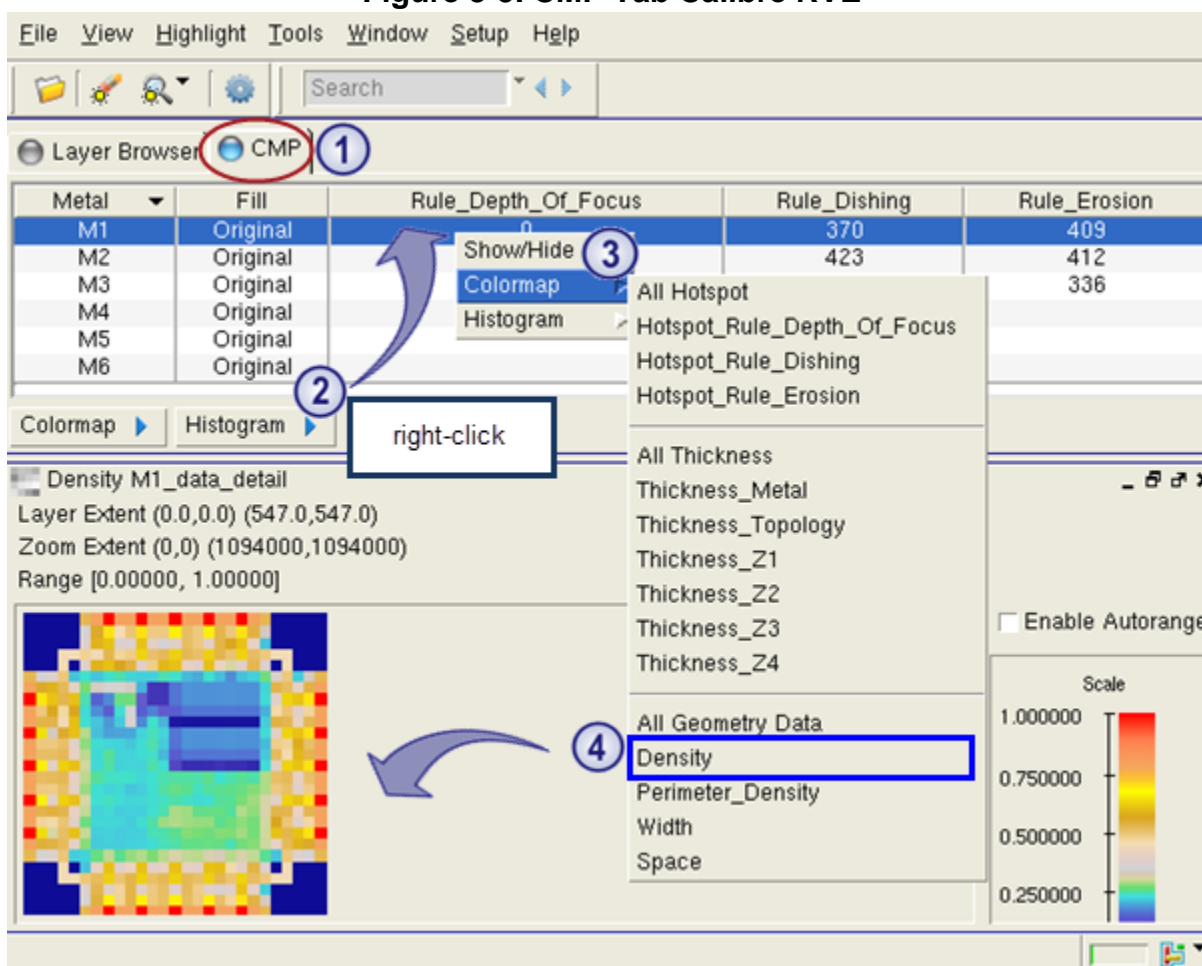 File View Highlight Tools Window Setup Help
Search
Layer Browser CMP 1
Metal Fill Rule_Depth_Of_Focus Rule_Dishing Rule_Erosion
M1 Original 0 370 409
M2 Original 423 412
M3 Original 336
M4 Original
M5 Original
M6 Original
Show/Hide 3
Colormap
Histogram
2
right-click
All Hotspot
Hotspot_Rule_Depth_Of_Focus
Hotspot_Rule_Dishing
Hotspot_Rule_Erosion
All Thickness
Thickness_Metal
Thickness_Topology
Thickness_Z1
Thickness_Z2
Thickness_Z3
Thickness_Z4
All Geometry Data
4 Density
Perimeter_Density
Width
Space
Colormap Histogram
Density M1_data_detail
Layer Extent (0.0,0.0) (547.0,547.0)
Zoom Extent (0,0) (1094000,1094000)
Range [0.00000, 1.00000]
Enable Autorange
Scale
1.000000
0.750000
0.500000
0.250000